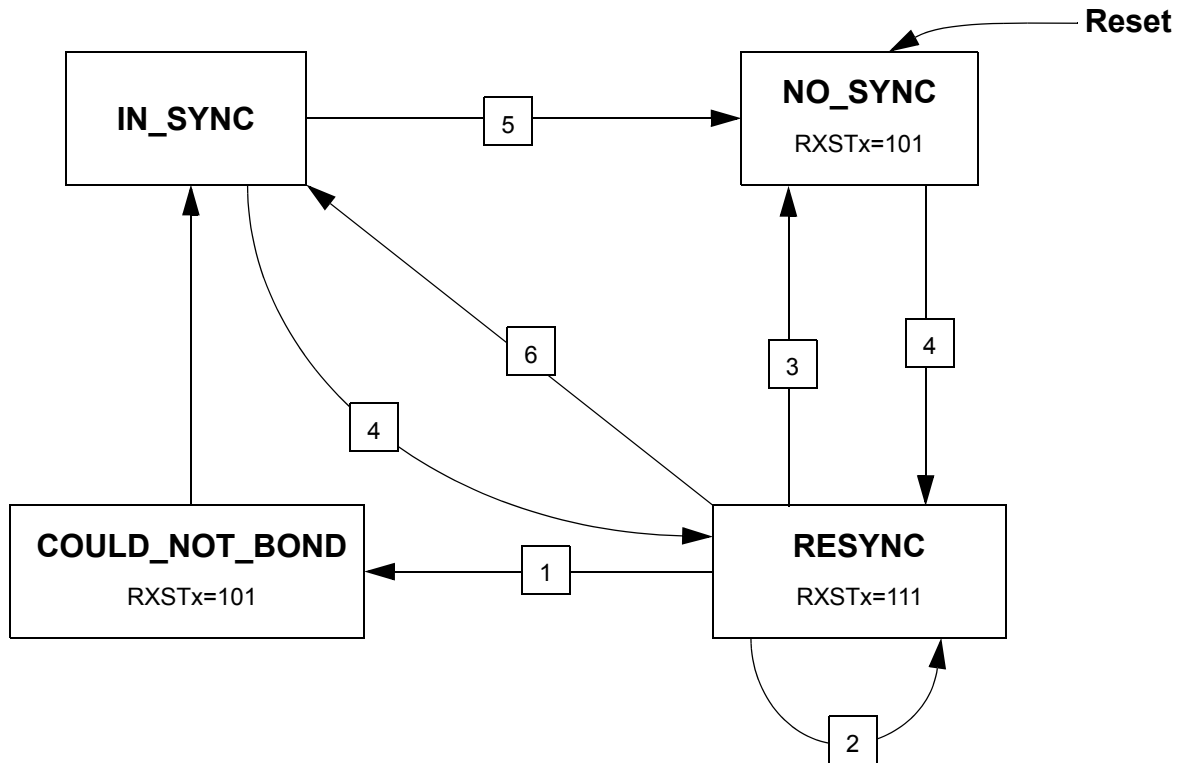 Reset
IN_SYNC
NO_SYNC
RXSTx=101
5
6
3
4
4
COULD_NOT_BOND
RXSTx=101
1
RESYNC
RXSTx=111
2